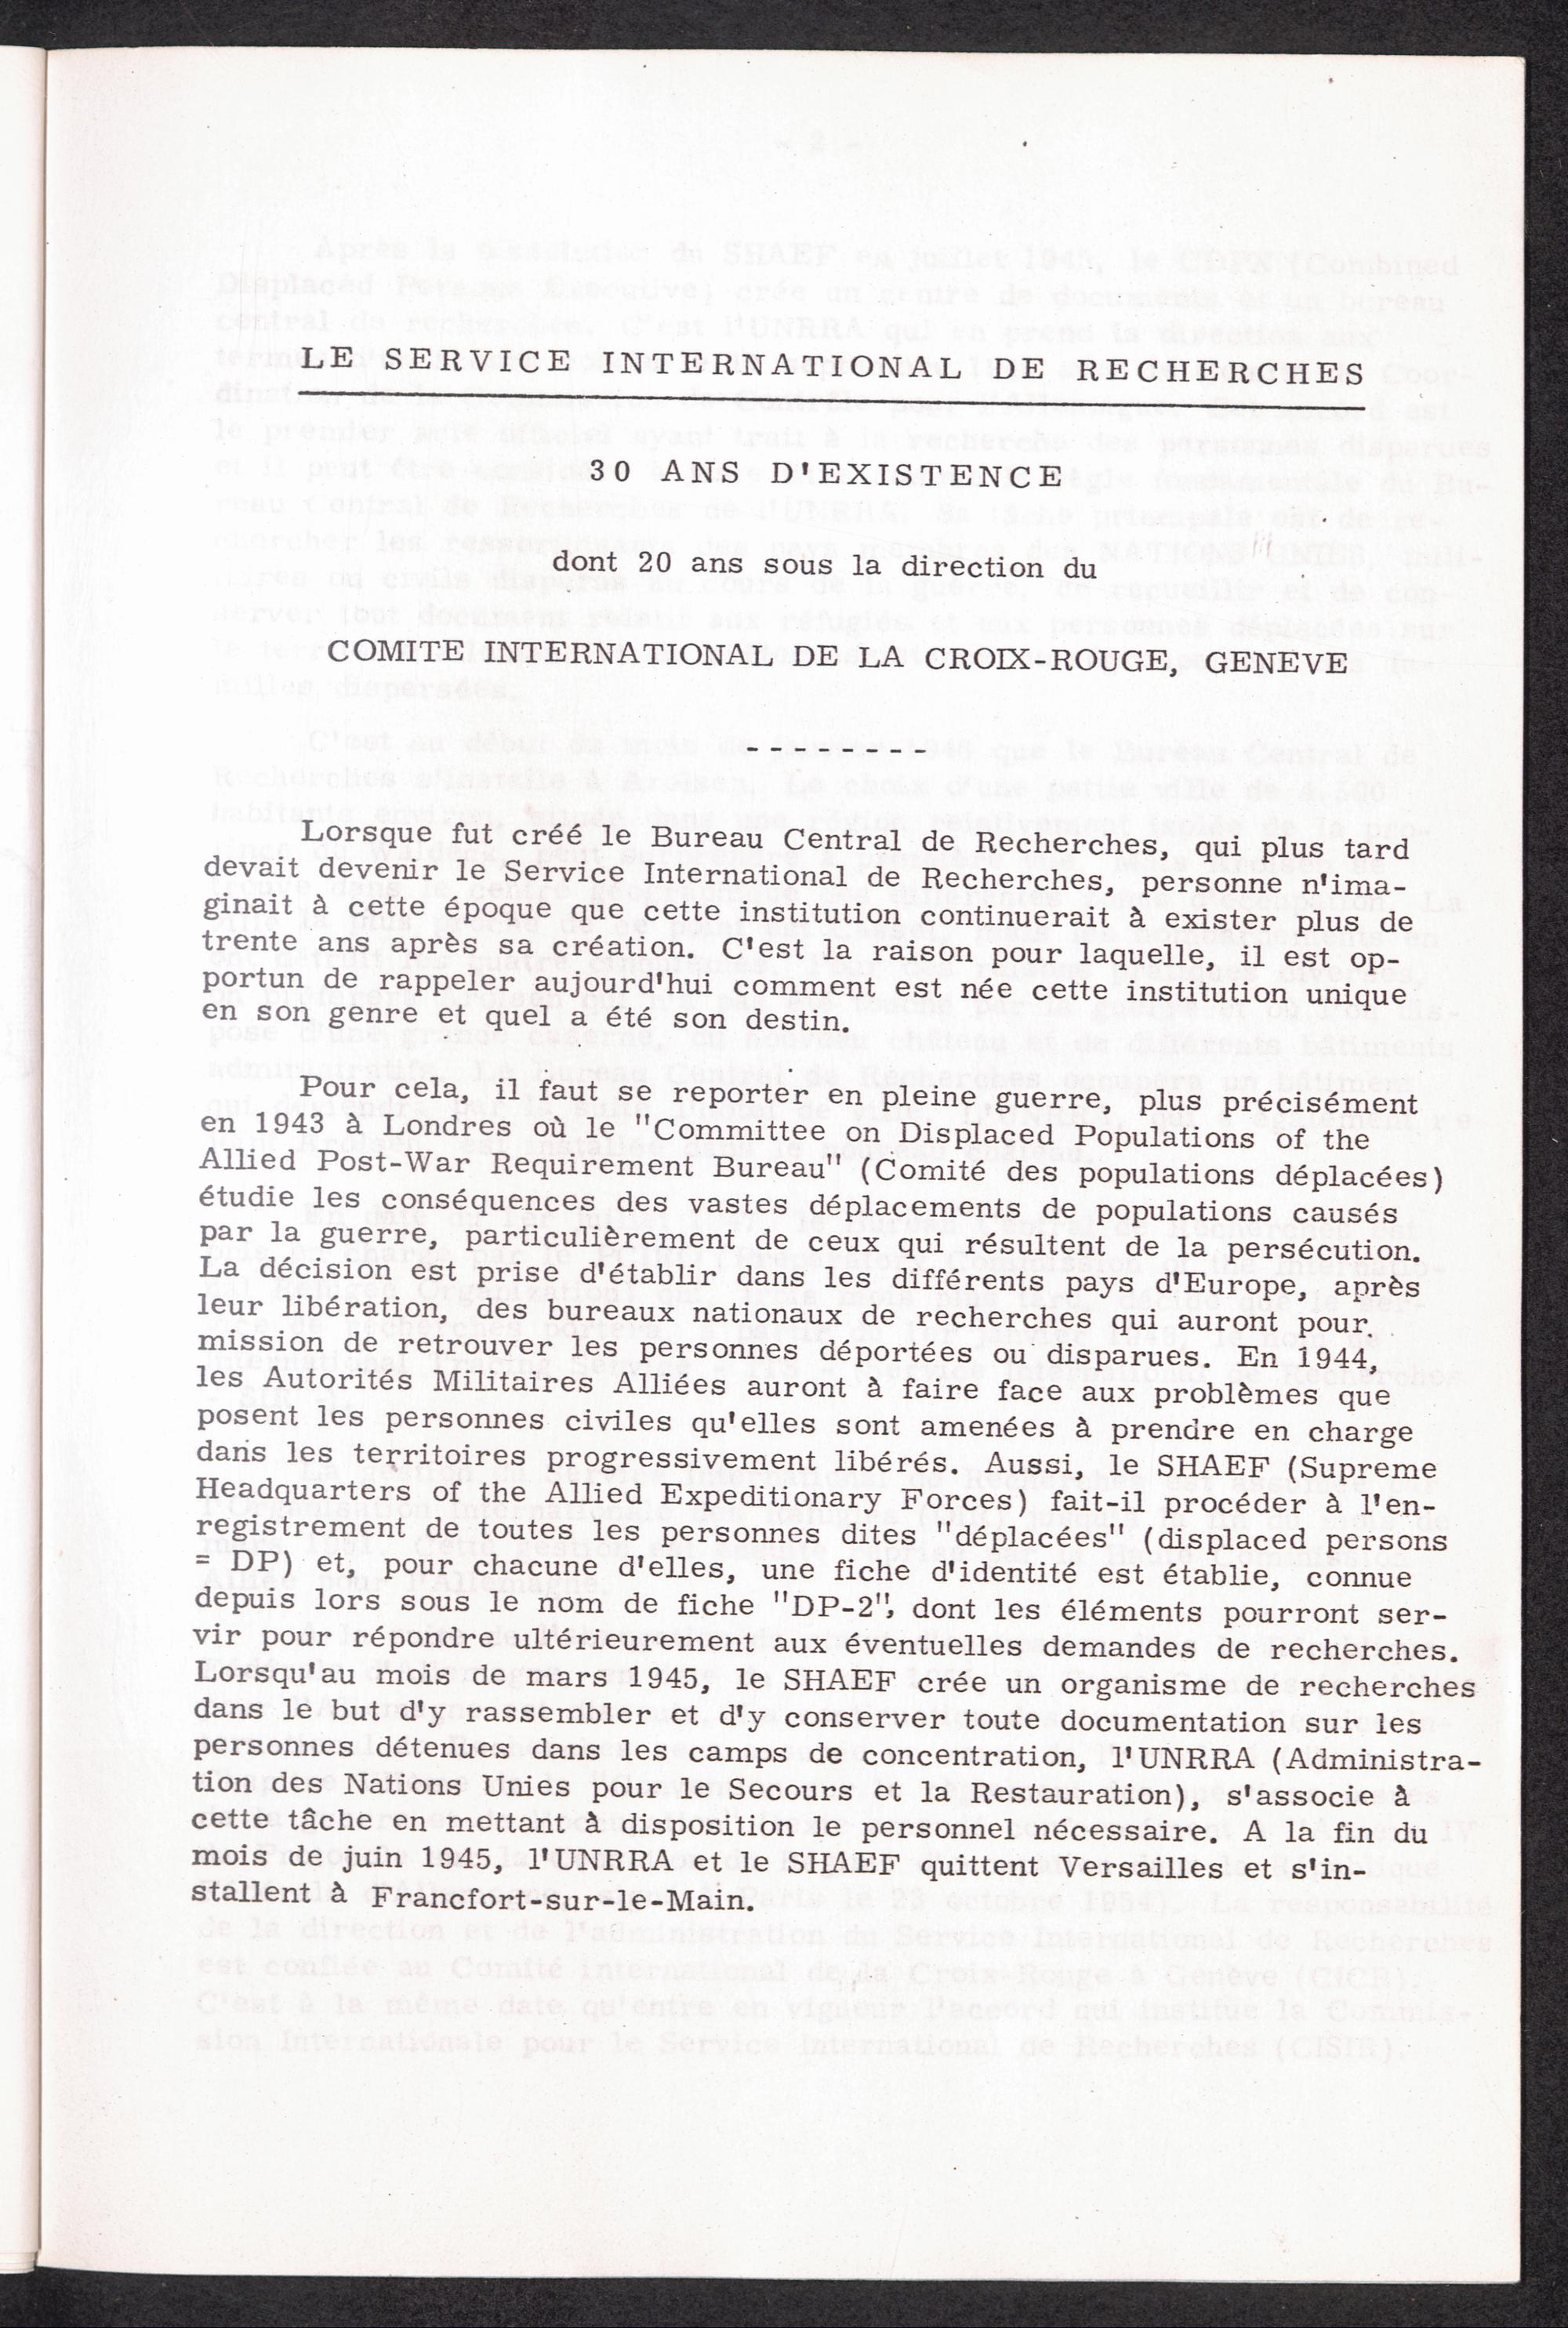 LE SERVICE INTERNATIONAL DE RECHERCHES
30 ANS D'EXISTENCE
dont 20 ans sous la direction du
COMITE INTERNATIONAL DE LA CROIX-ROUGE, GENEVE
--------
Lorsque fut créé le Bureau Central de Recherches, qui plus tard
devait devenir le Service International de Recherches, personne n'ima-
ginait à cette époque que cette institution continuerait à exister plus de
trente ans après sa création. C'est la raison pour laquelle, il est op-
portun de rappeler aujourd'hui comment est née cette institution unique
en son genre et quel a été son destin.
Pour cela, il faut se reporter en pleine guerre, plus précisément
en 1943 à Londres où le "Committee on Displaced Populations of the
Allied Post-War Requirement Bureau" (Comité des populations déplacées)
étudie les conséquences des vastes déplacements de populations causés
par la guerre, particulièrement de ceux qui résultent de la persécution.
La décision est prise d'établir dans les différents pays d'Europe, après
leur libération, des bureaux nationaux de recherches qui auront pour
mission de retrouver les personnes déportées ou disparues. En 1944,
les Autorités Militaires Alliées auront à faire face aux problèmes que
posent les personnes civiles qu'elles sont amenées à prendre en charge
dans les territoires progressivement libérés. Aussi, le SHAEF (Supreme
Headquarters of the Allied Expeditionary Forces) fait-il procéder à l'en-
registrement de toutes les personnes dites "déplacées" (displaced persons
= DP) et, pour chacune d'elles, une fiche d'identité est établie, connue
depuis lors sous le nom de fiche "DP-2", dont les éléments pourront ser-
vir pour répondre ultérieurement aux éventuelles demandes de recherches.
Lorsqu'au mois de mars 1945, le SHAEF crée un organisme de recherches
dans le but d'y rassembler et d'y conserver toute documentation sur les
personnes détenues dans les camps de concentration, l'UNRRA (Administra-
tion des Nations Unies pour le Secours et la Restauration), s'associe à
cette tâche en mettant à disposition le personnel nécessaire. A la fin du
mois de juin 1945, l'UNRRA et le SHAEF quittent Versailles et s'in-
stallent à Francfort-sur-le-Main.